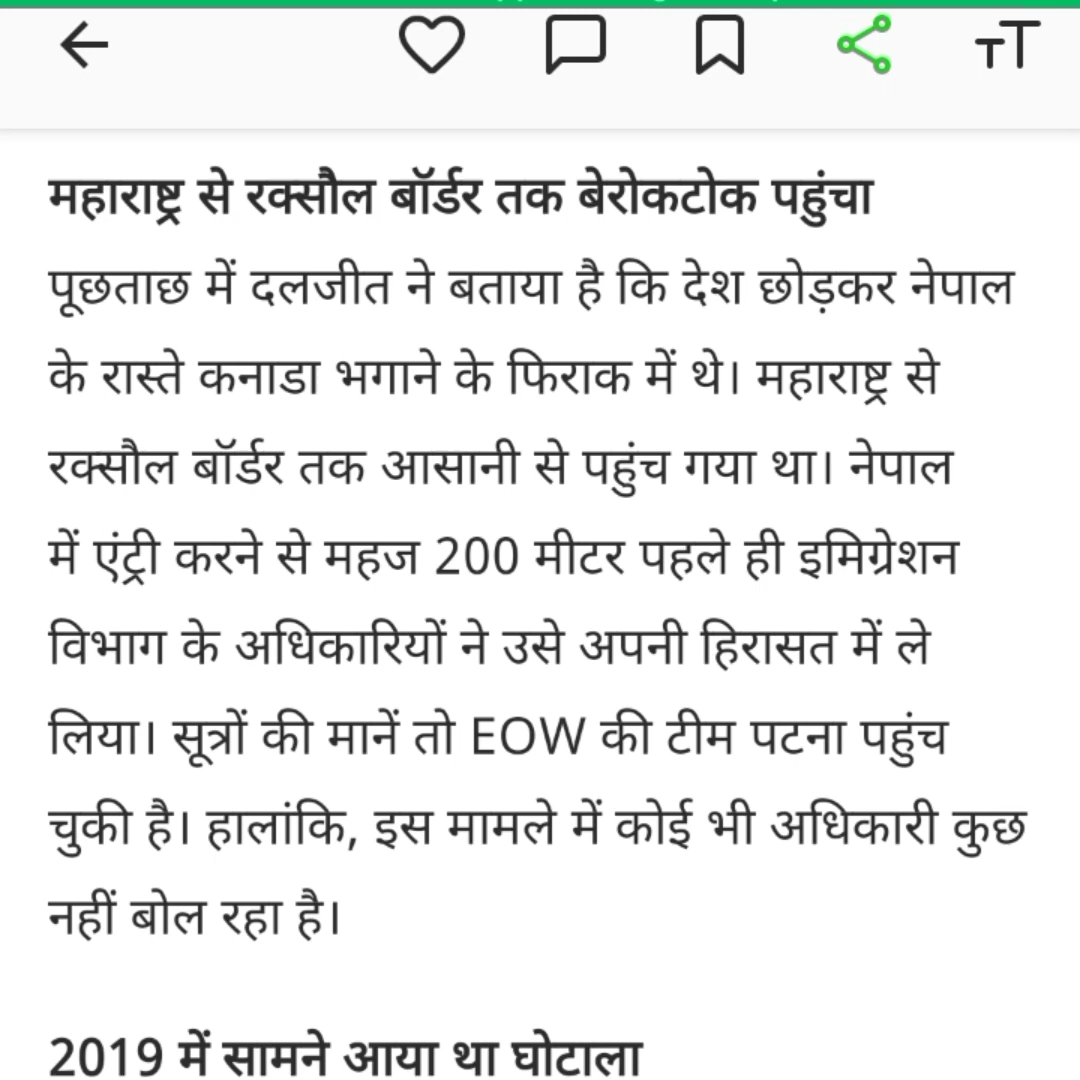 महाराष्ट्र से रक्सौल बॉर्डर तक बेरोकटोक पहुंचा
पूछताछ में दलजीत ने बताया है कि देश छोड़कर नेपाल
के रास्ते कनाडा भगाने के फिराक में थे। महाराष्ट्र से
रक्सौल बॉर्डर तक आसानी से पहुंच गया था। नेपाल
में एंट्री करने से महज 200 मीटर पहले ही इमिग्रेशन
विभाग के अधिकारियों ने उसे अपनी हिरासत में ले
लिया। सूत्रों की मानें तो EOW की टीम पटना पहुंच
चुकी है। हालांकि, इस मामले में कोई भी अधिकारी कुछ
नहीं बोल रहा है।
2019 में सामने आया था घोटाला